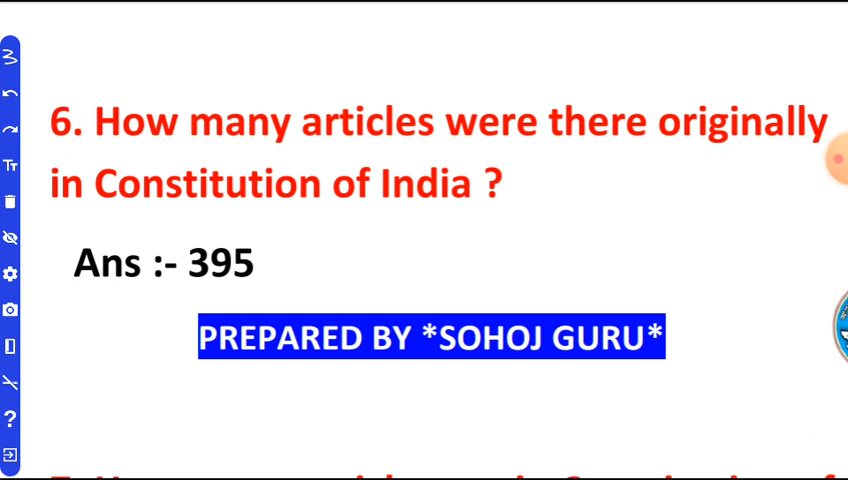 6. How many articles were there originally
in Constitution of India ?
Ans :- 395
PREPARED BY *SOHOJ GURU*